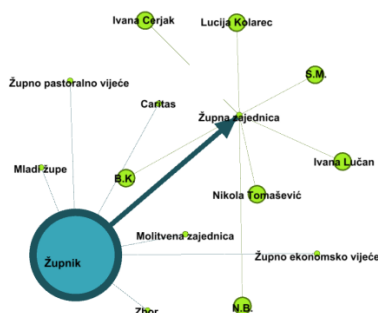 Ivana Cerjak
Lucija Kolarec
Župno pastoralno vijeće
S.M.
Caritas
Župna zajednica
Mladi župe
B.K.
Ivana Lučan
Nikola Tomašević
Molitvena zajednica
Župno ekonomsko vijeće
Župnik
N.B.
Zbor